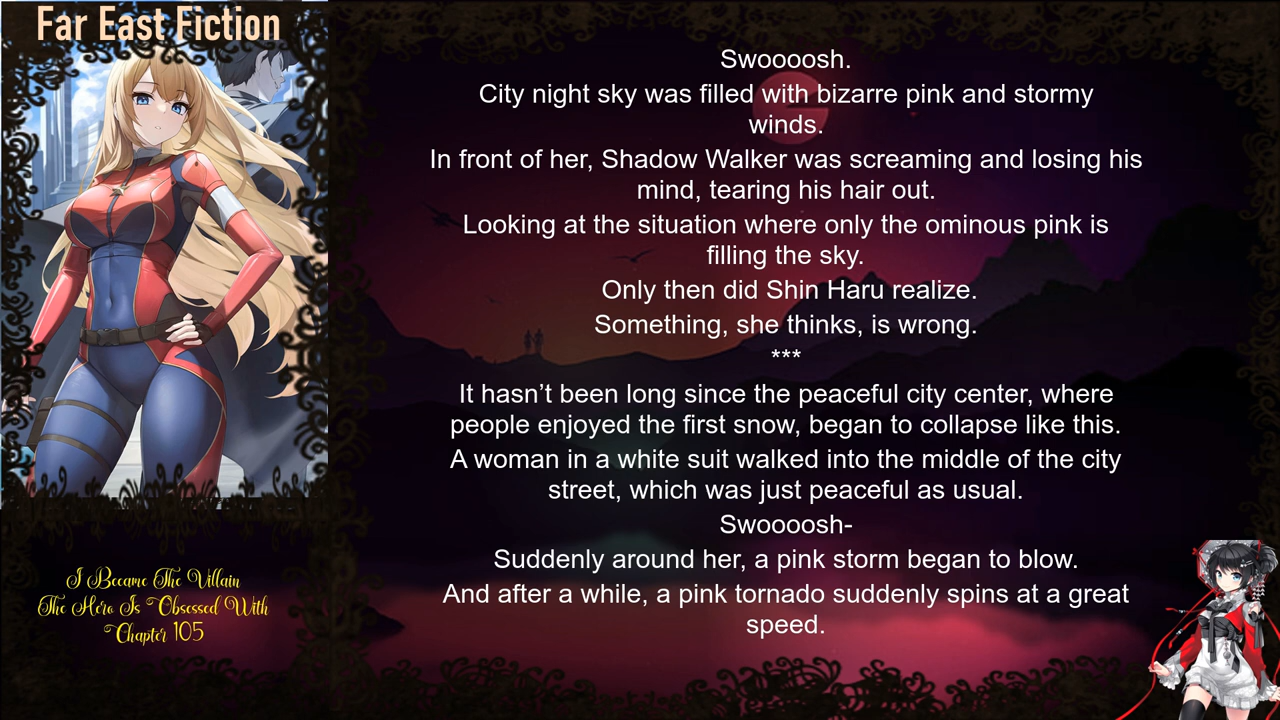 Far East Fiction
Swoooosh.
City night sky was filled with bizarre pink and stormy
winds.
In front of her, Shadow Walker was screaming and losing his
mind, tearing his hair out.
Looking at the situation where only the ominous pink is
filling the sky.
Only then did Shin Haru realize.
Something, she thinks, is wrong.
***
It hasn’t been long since the peaceful city center, where
people enjoyed the first snow, began to collapse like this.
A woman in a white suit walked into the middle of the city
street, which was just peaceful as usual.
Swoooosh-
Suddenly around her, a pink storm began to blow.
And after a while, a pink tornado suddenly spins at a great
speed.
I Became The Villain
The Hero Is Obsessed With
Chapter 105